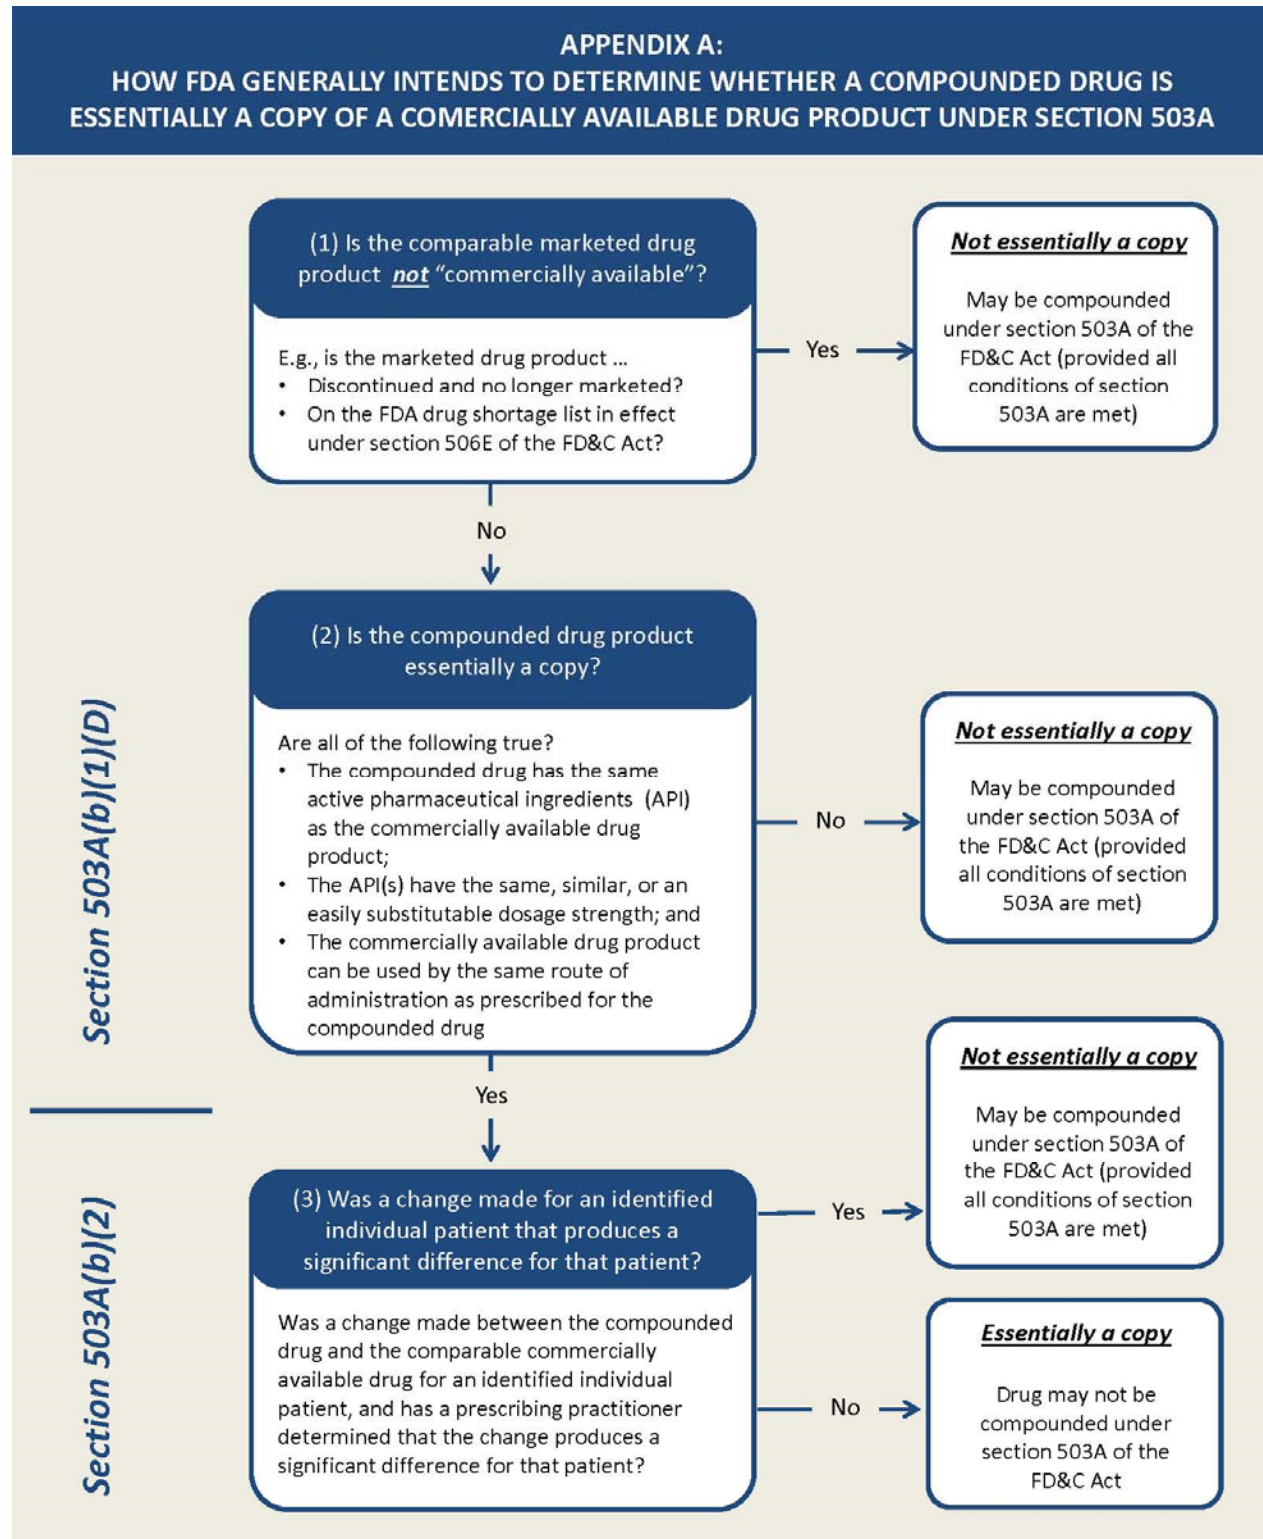 APPENDIX A:
HOW FDA GENERALLY INTENDS TO DETERMINE WHETHER A COMPOUNDED DRUG IS
ESSENTIALLY A COPY OF A COMERCIALLY AVAILABLE DRUG PRODUCT UNDER SECTION 503A
(1) Is the comparable marketed drug
product not “commercially available”?
E.g., is the marketed drug product ...
• Discontinued and no longer marketed?
• On the FDA drug shortage list in effect
under section 506E of the FD&C Act?
Yes
Not essentially a copy
May be compounded
under section 503A of the
FD&C Act (provided all
conditions of section
503A are met)
No
Section 503A(b)(1)(D)
(2) Is the compounded drug product
essentially a copy?
Are all of the following true?
• The compounded drug has the same
active pharmaceutical ingredients (API)
as the commercially available drug
product;
• The API(s) have the same, similar, or an
easily substitutable dosage strength; and
• The commercially available drug product
can be used by the same route of
administration as prescribed for the
compounded drug
No
Not essentially a copy
May be compounded
under section 503A of
the FD&C Act (provided
all conditions of section
503A are met)
Yes
Section 503A(b)(2)
(3) Was a change made for an identified
individual patient that produces a
significant difference for that patient?
Was a change made between the compounded
drug and the comparable commercially
available drug for an identified individual
patient, and has a prescribing practitioner
determined that the change produces a
significant difference for that patient?
Yes
Not essentially a copy
May be compounded
under section 503A of
the FD&C Act (provided
all conditions of section
503A are met)
No
Essentially a copy
Drug may not be
compounded under
section 503A of the
FD&C Act